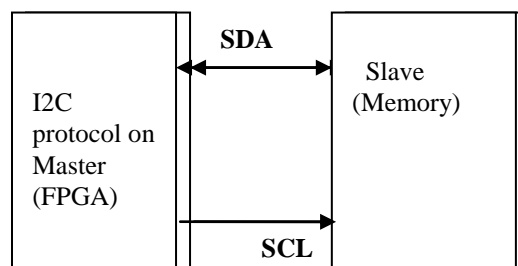 SDA
I2C
protocol on
Master
(FPGA)
Slave
(Memory)
SCL